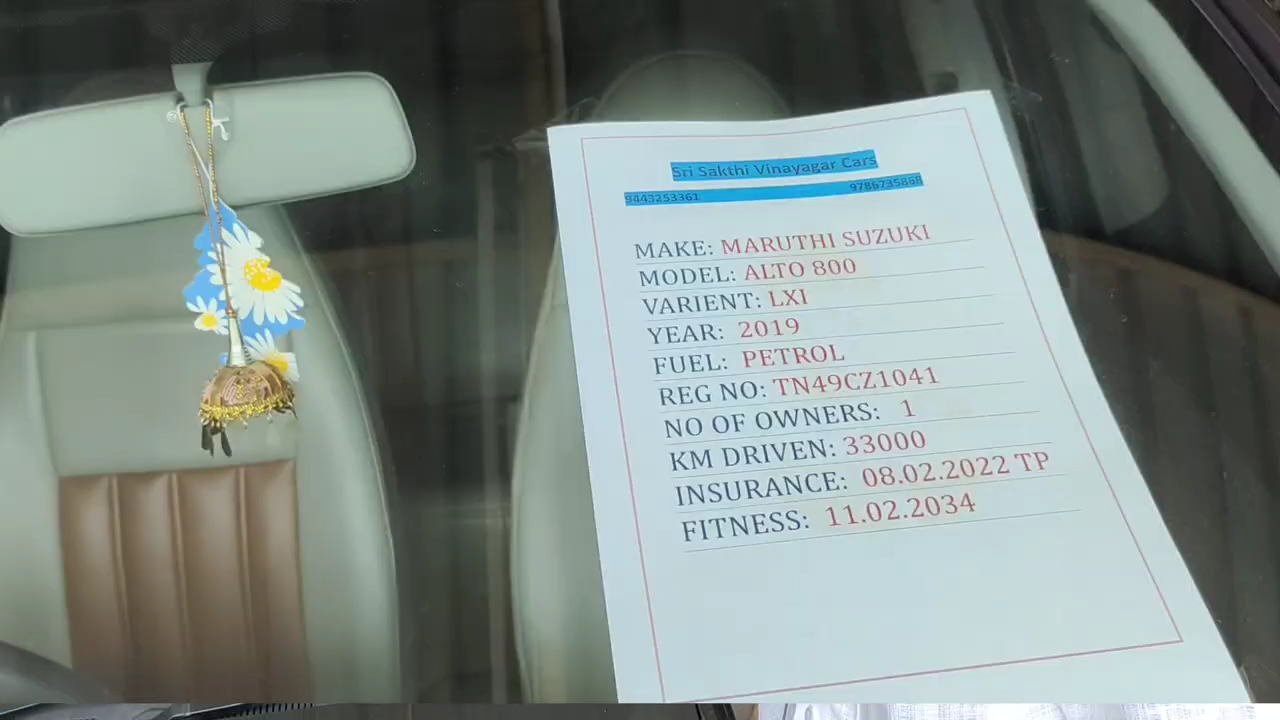 Sri Sakthi Vinayagar Cars
9443253361 9786735868
MAKE: MARUTHI SUZUKI
MODEL: ALTO 800
VARIENT: LXI
YEAR: 2019
FUEL: PETROL
REG NO: TN49CZ1041
NO OF OWNERS: 1
KM DRIVEN: 33000
INSURANCE: 08.02.2022 TP
FITNESS: 11.02.2034